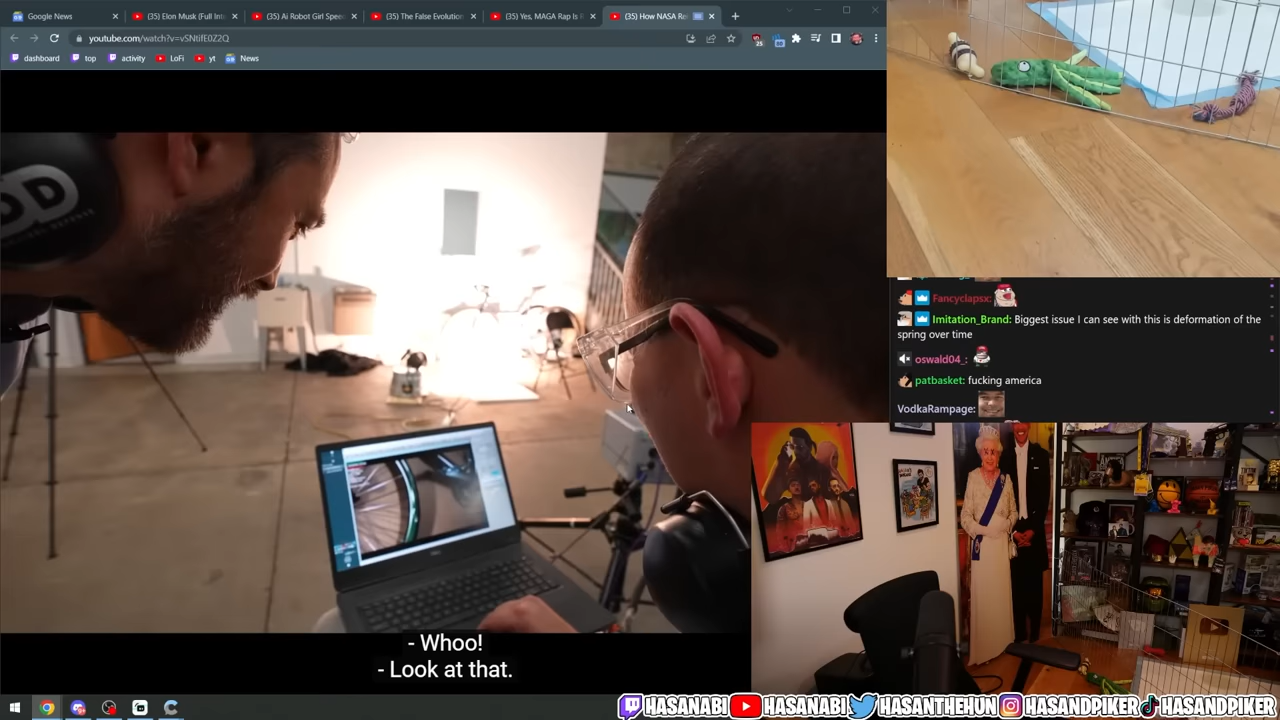 Google News
(35) Elon Musk (Full Int
(35) Ai Robot Girl Spee
(35) The False Evolution
(35) Yes, MAGA Rap Is
(35) How NASA Re
youtube.com/watch?v=vSNtifE0Z2Q
25
dashboard
top
activity
LoFi
yt
News
Fancyclapsx:
Imitation_Brand: Biggest issue I can see with this is deformation of the
spring over time
oswald04_:
patbasket: fucking america
VodkaRampage:
- Whoo!
- Look at that.
HASANABI
HASANABI
HASANTHEHUN
HASANDPIKER
HASANDPIKER